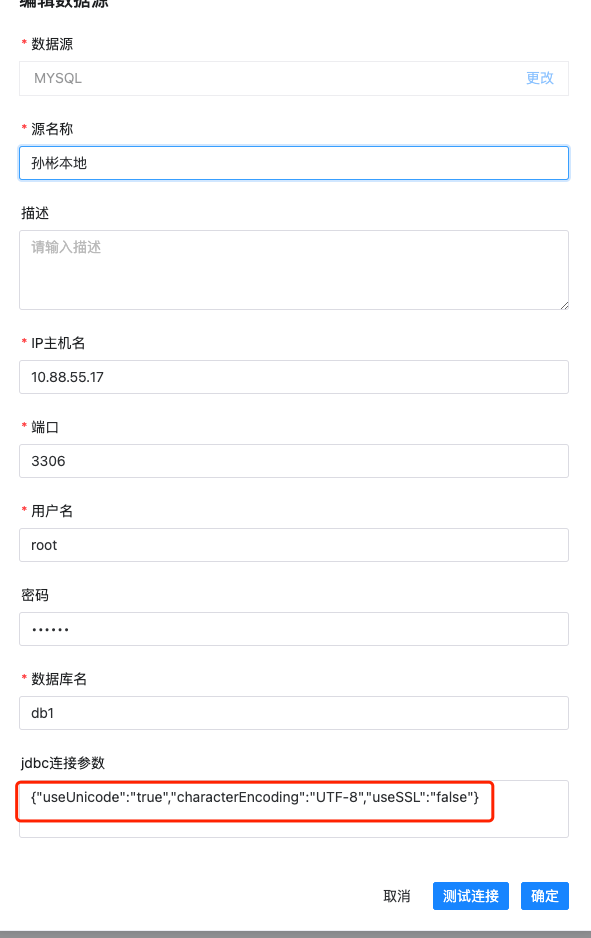 编辑数据源
* 数据源
MYSQL 更改
* 源名称
孙彬本地
描述
请输入描述
* IP主机名
10.88.55.17
* 端口
3306
* 用户名
root
密码
••••••
* 数据库名
db1
jdbc连接参数
{"useUnicode":"true","characterEncoding":"UTF-8","useSSL":"false"}
取消 测试连接 确定